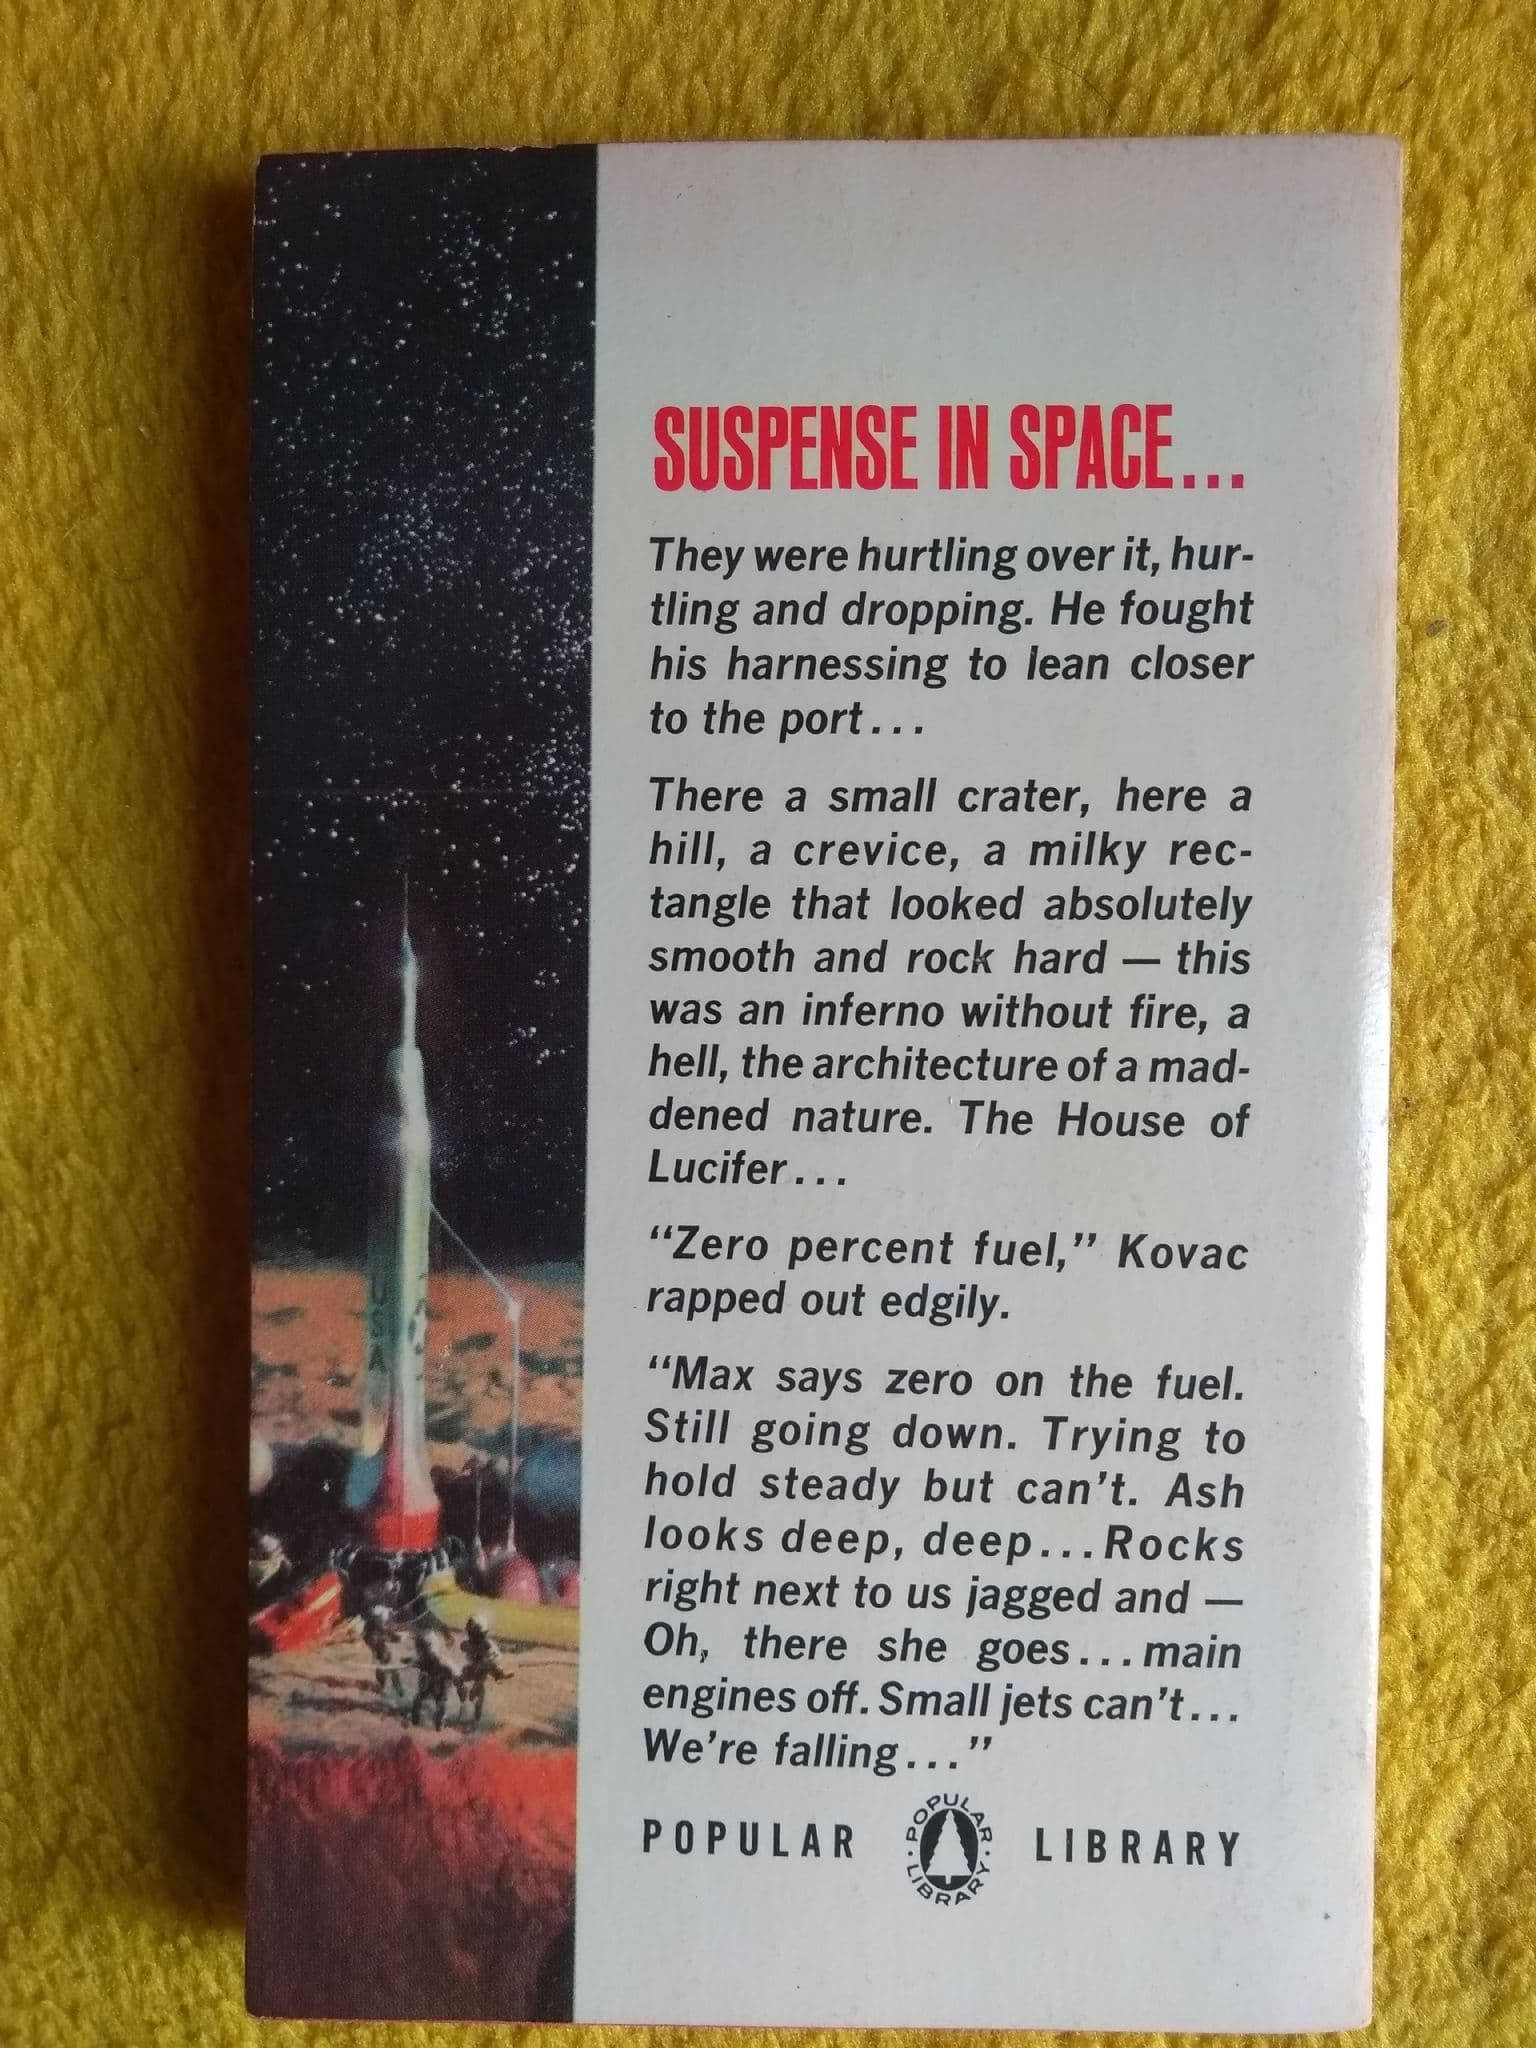 SUSPENSE IN SPACE...
They were hurtling over it, hur-
tling and dropping. He fought
his harnessing to lean closer
to the port...
There a small crater, here a
hill, a crevice, a milky rec-
tangle that looked absolutely
smooth and rock hard — this
was an inferno without fire, a
hell, the architecture of a mad-
dened nature. The House of
Lucifer...
“Zero percent fuel,” Kovac
rapped out edgily.
“Max says zero on the fuel.
Still going down. Trying to
hold steady but can’t. Ash
looks deep, deep...Rocks
right next to us jagged and —
Oh, there she goes...main
engines off. Small jets can’t...
We’re falling...”
POPULAR LIBRARY
POPULAR · LIBRARY ·
USA